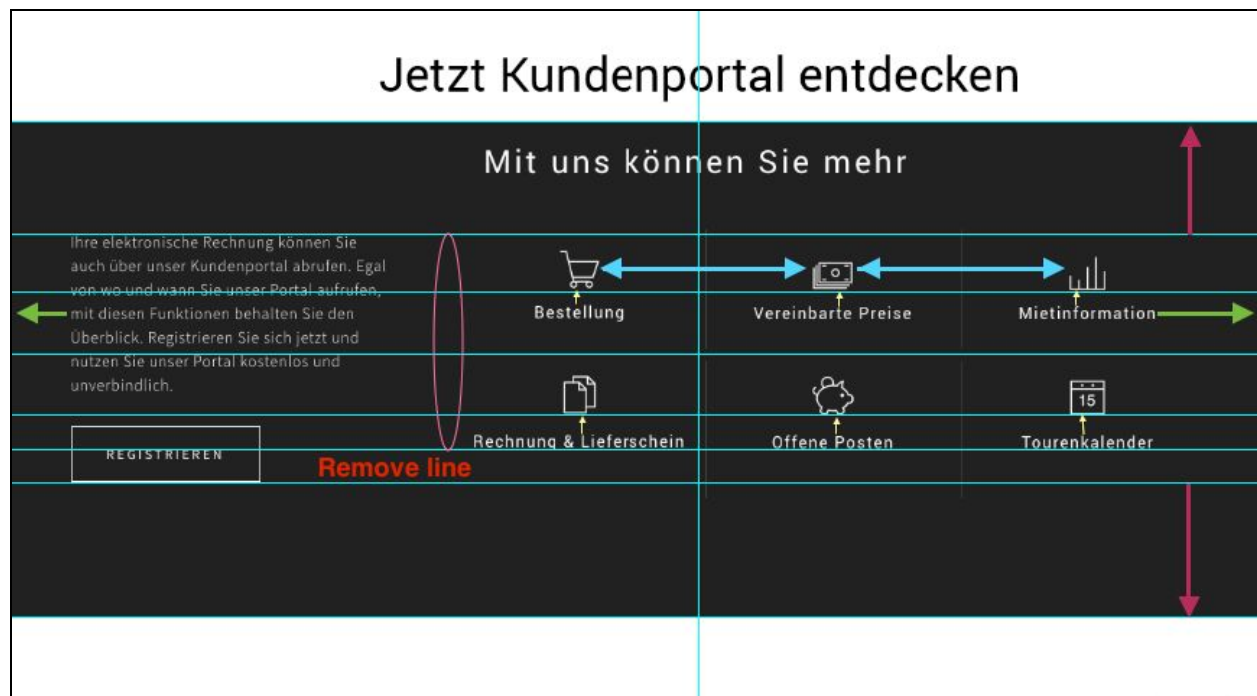 Jetzt Kundenportal entdecken
Mit uns können Sie mehr
Ihre elektronische Rechnung können Sie
auch über unser Kundenportal abrufen. Egal
von wo und wann Sie unser Portal aufrufen,
mit diesen Funktionen behalten Sie den
Überblick. Registrieren Sie sich jetzt und
nutzen Sie unser Portal kostenlos und
unverbindlich.
REGISTRIEREN
Remove line
Bestellung
Vereinbarte Preise
Mietinformation
Rechnung & Lieferschein
Offene Posten
15
Tourenkalender